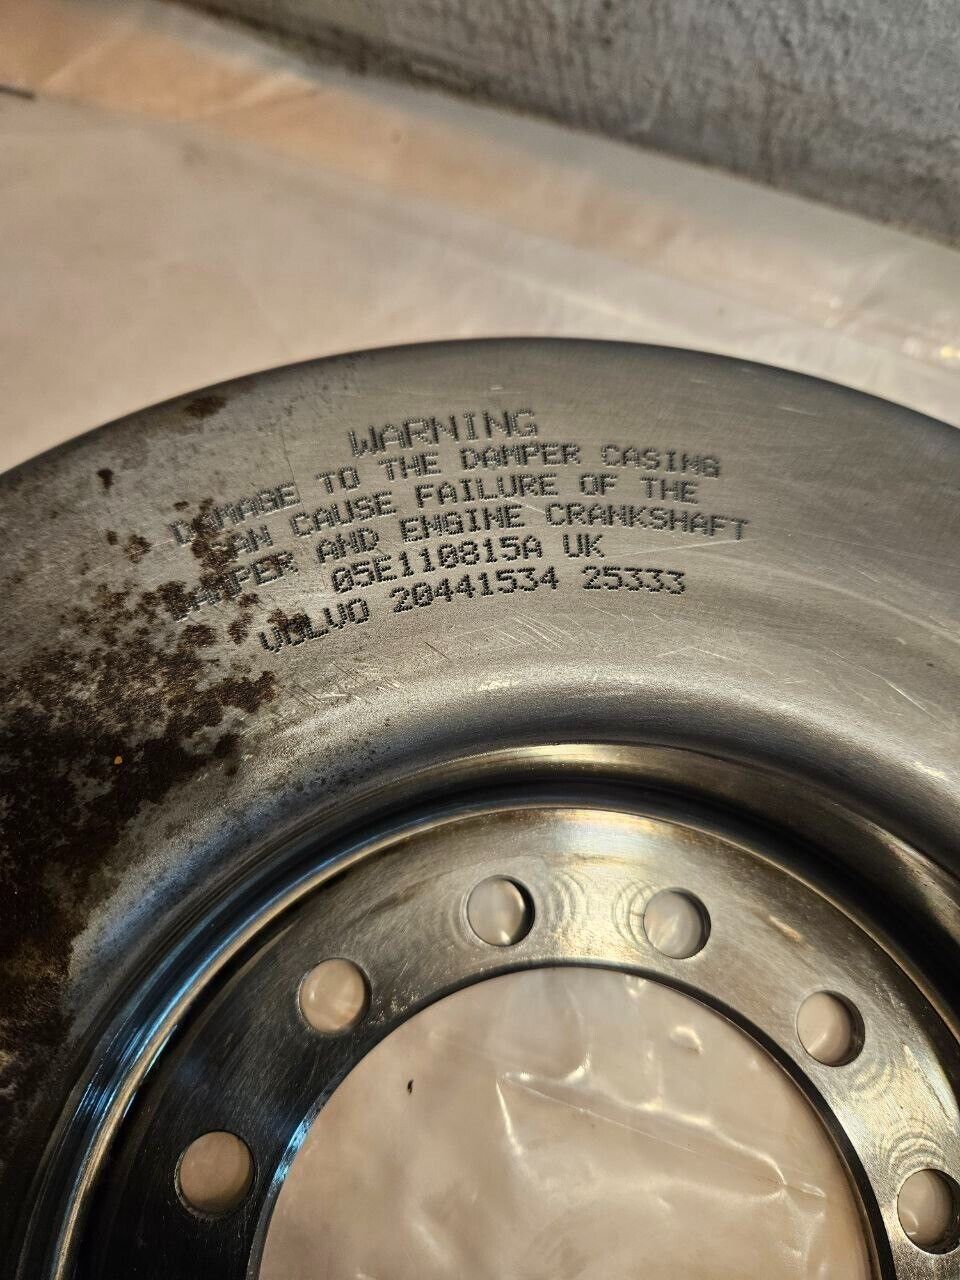 WARNING
DAMAGE TO THE DAMPER CASING
CAN CAUSE FAILURE OF THE
DAMPER AND ENGINE CRANKSHAFT
05E110815A UK
VOLVO 20441534 25333